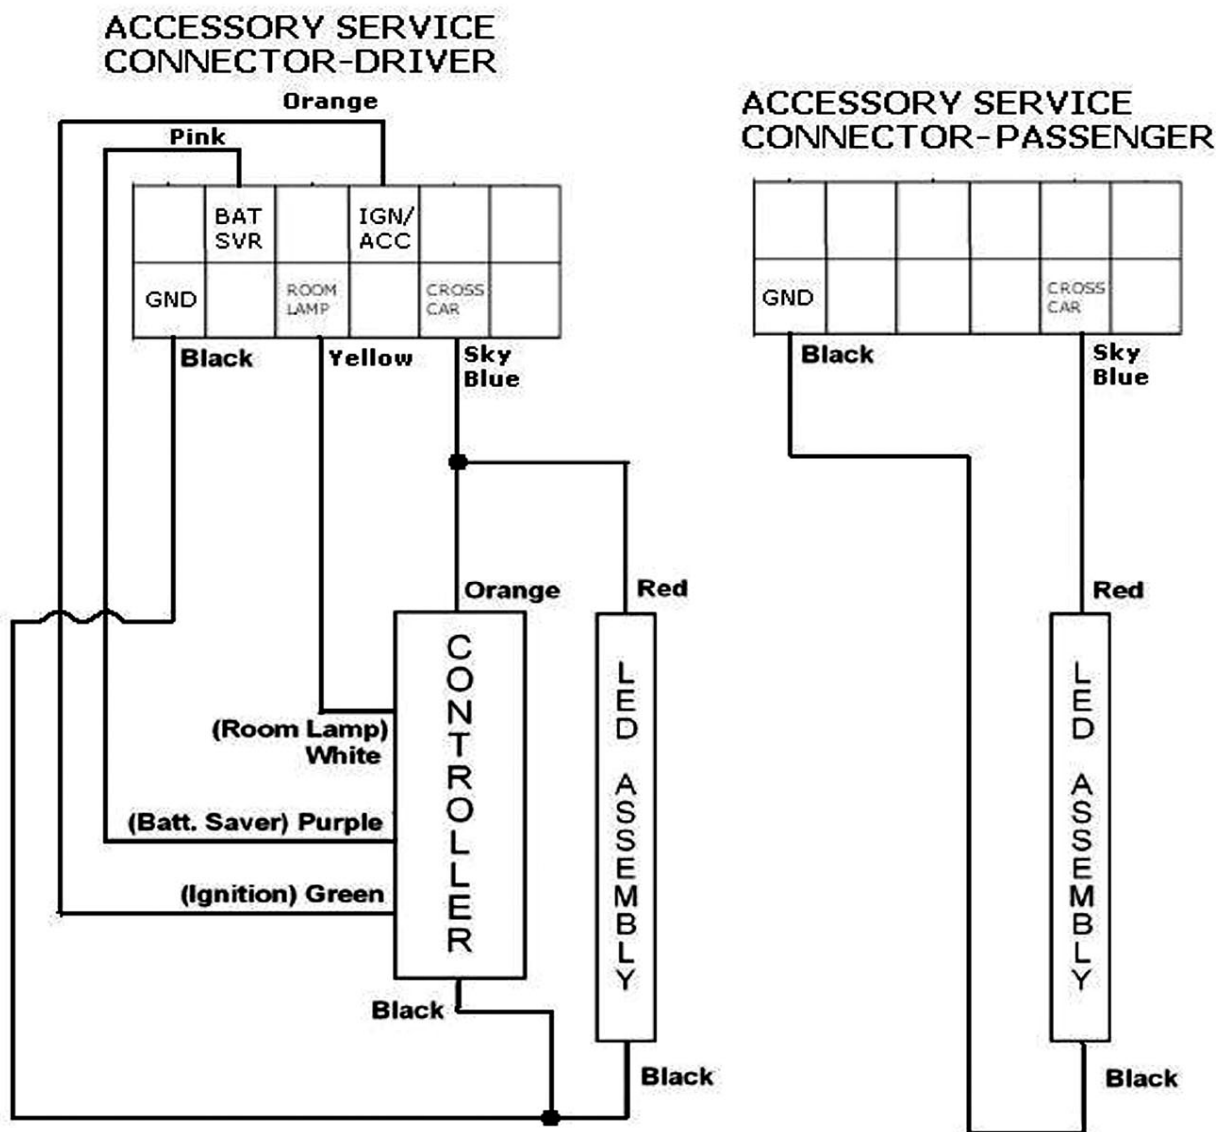 ACCESSORY SERVICE
CONNECTOR-DRIVER
Orange
Pink
BAT
SVR
IGN/
ACC
GND
ROOM
LAMP
CROSS
CAR
Black
Yellow
Sky
Blue
Orange
Red
CONTROLLER
LED ASSEMBLY
(Room Lamp)
White
(Batt. Saver) Purple
(Ignition) Green
Black
Black
ACCESSORY SERVICE
CONNECTOR-PASSENGER
GND
CROSS
CAR
Black
Sky
Blue
Red
LED ASSEMBLY
Black